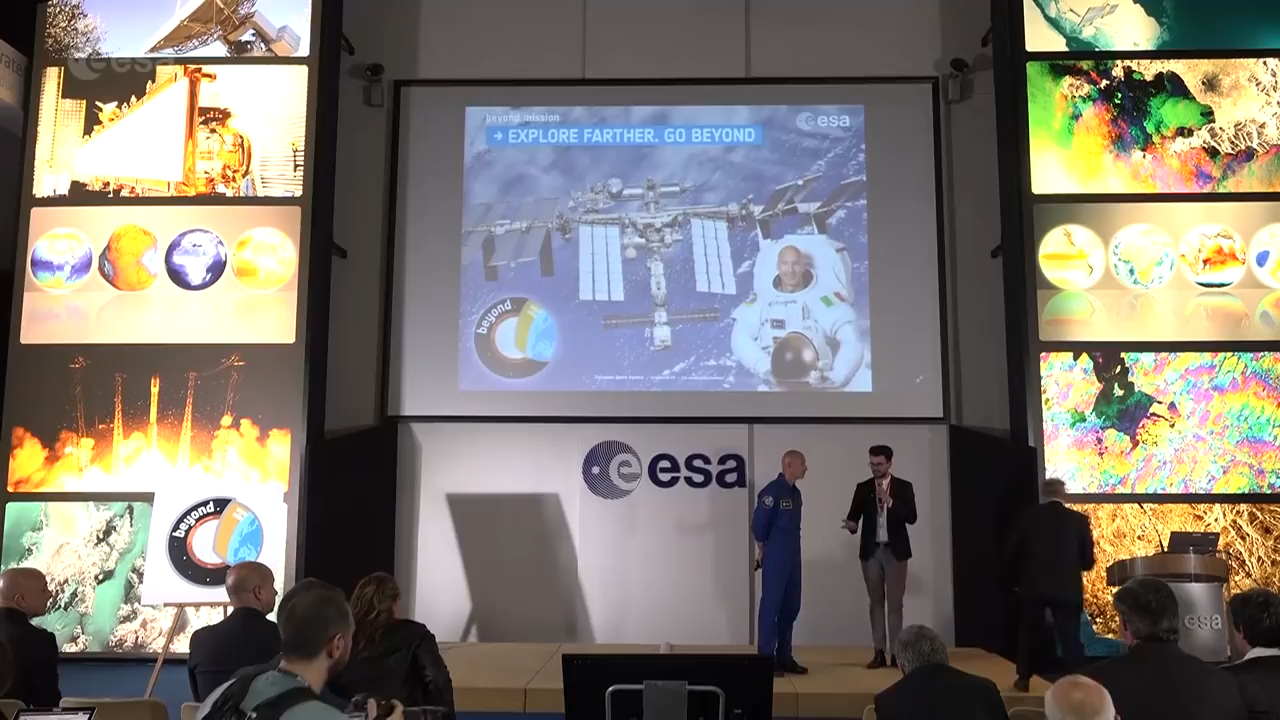 esa
beyond mission
→ EXPLORE FARTHER. GO BEYOND
esa
beyond
esa
beyond
esa